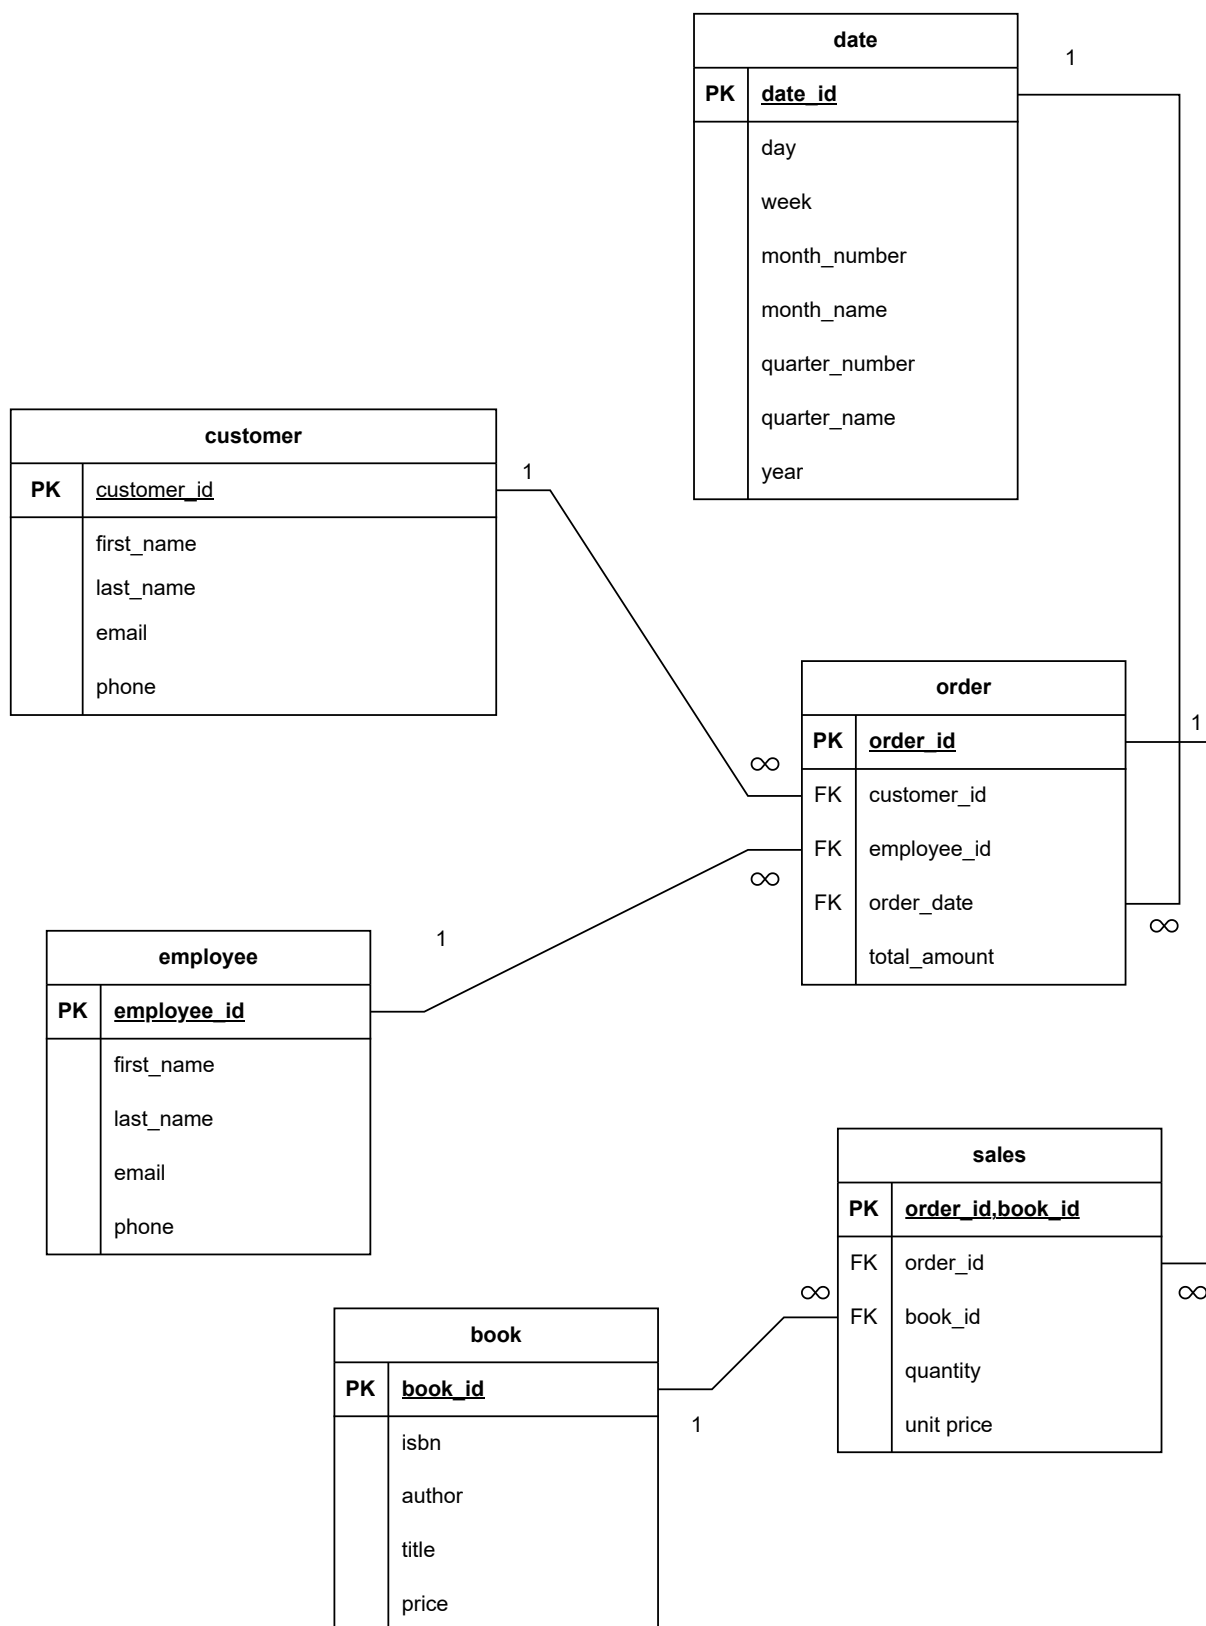 date
1
PK date_id
day
week
month_number
month_name
quarter_number
quarter_name
year
customer
1
PK customer_id
first_name
last_name
email
phone
order
1
PK order_id
∞
FK customer_id
FK employee_id
∞
FK order_date
∞
total_amount
employee
1
PK employee_id
first_name
last_name
email
phone
sales
PK order_id,book_id
FK order_id
∞
∞
FK book_id
quantity
unit price
book
PK book_id
1
isbn
author
title
price